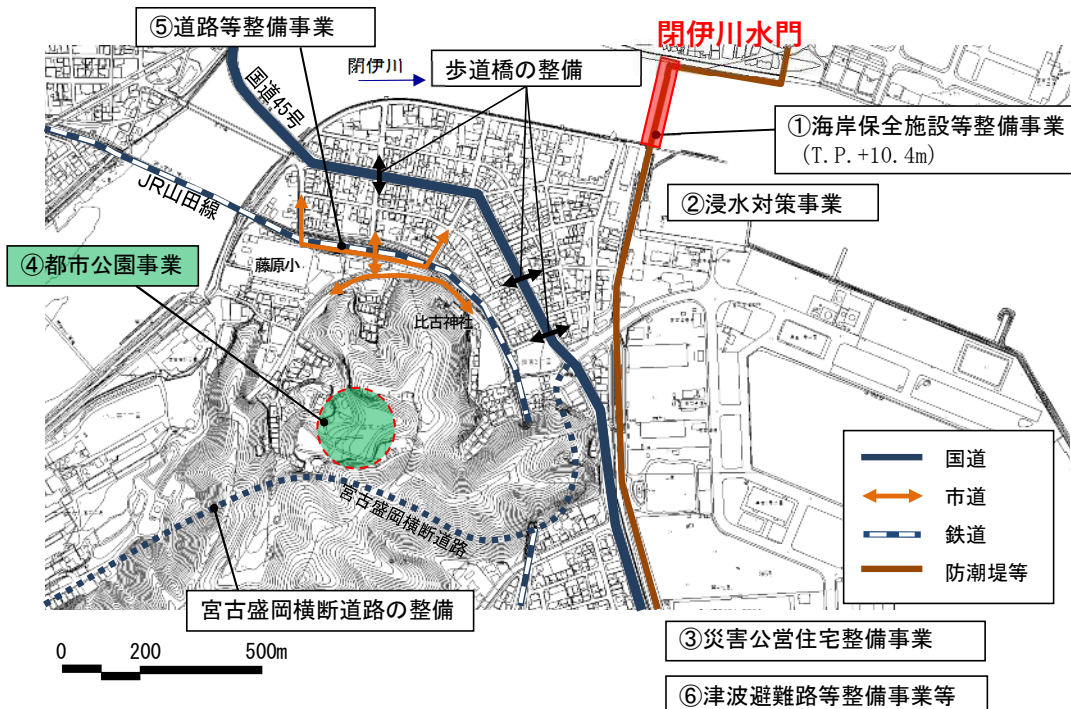 ⑤道路等整備事業
閉伊川水門
閉伊川
歩道橋の整備
国道45号
①海岸保全施設等整備事業
(T.P.+10.4m)
JR山田線
②浸水対策事業
④都市公園事業
藤原小
比古神社
国道
市道
鉄道
防潮堤等
宮古盛岡横断道路
宮古盛岡横断道路の整備
③災害公営住宅整備事業
0 200 500m
⑥津波避難路等整備事業等